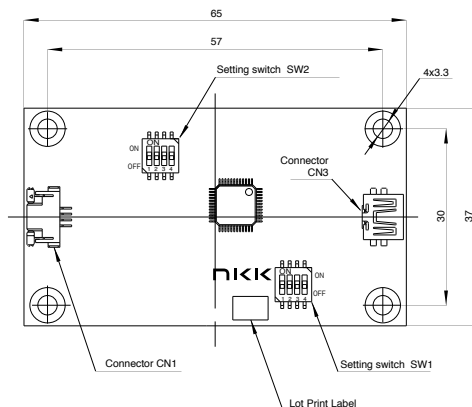 65
57
Setting switch SW2
4x3.3
ON
ON
OFF
1 2 3 4
Connector
CN3
30
37
nKK
ON
ON
1 2 3 4
OFF
Connector CN1
Setting switch SW1
Lot Print Label